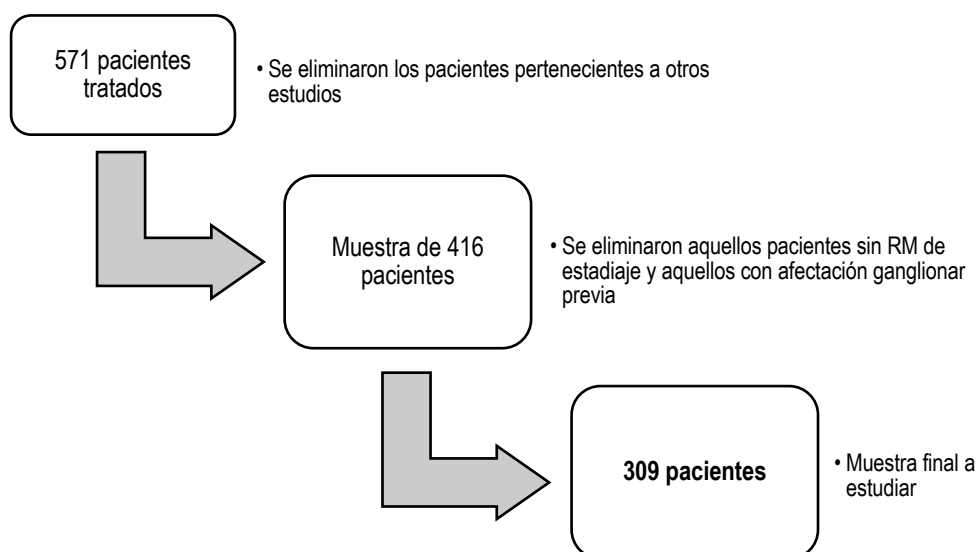 571 pacientes
tratados
• Se eliminaron los pacientes pertenecientes a otros
estudios
Muestra de 416
pacientes
• Se eliminaron aquellos pacientes sin RM de
estadiaje y aquellos con afectación ganglionar
previa
309 pacientes
• Muestra final a
estudiar